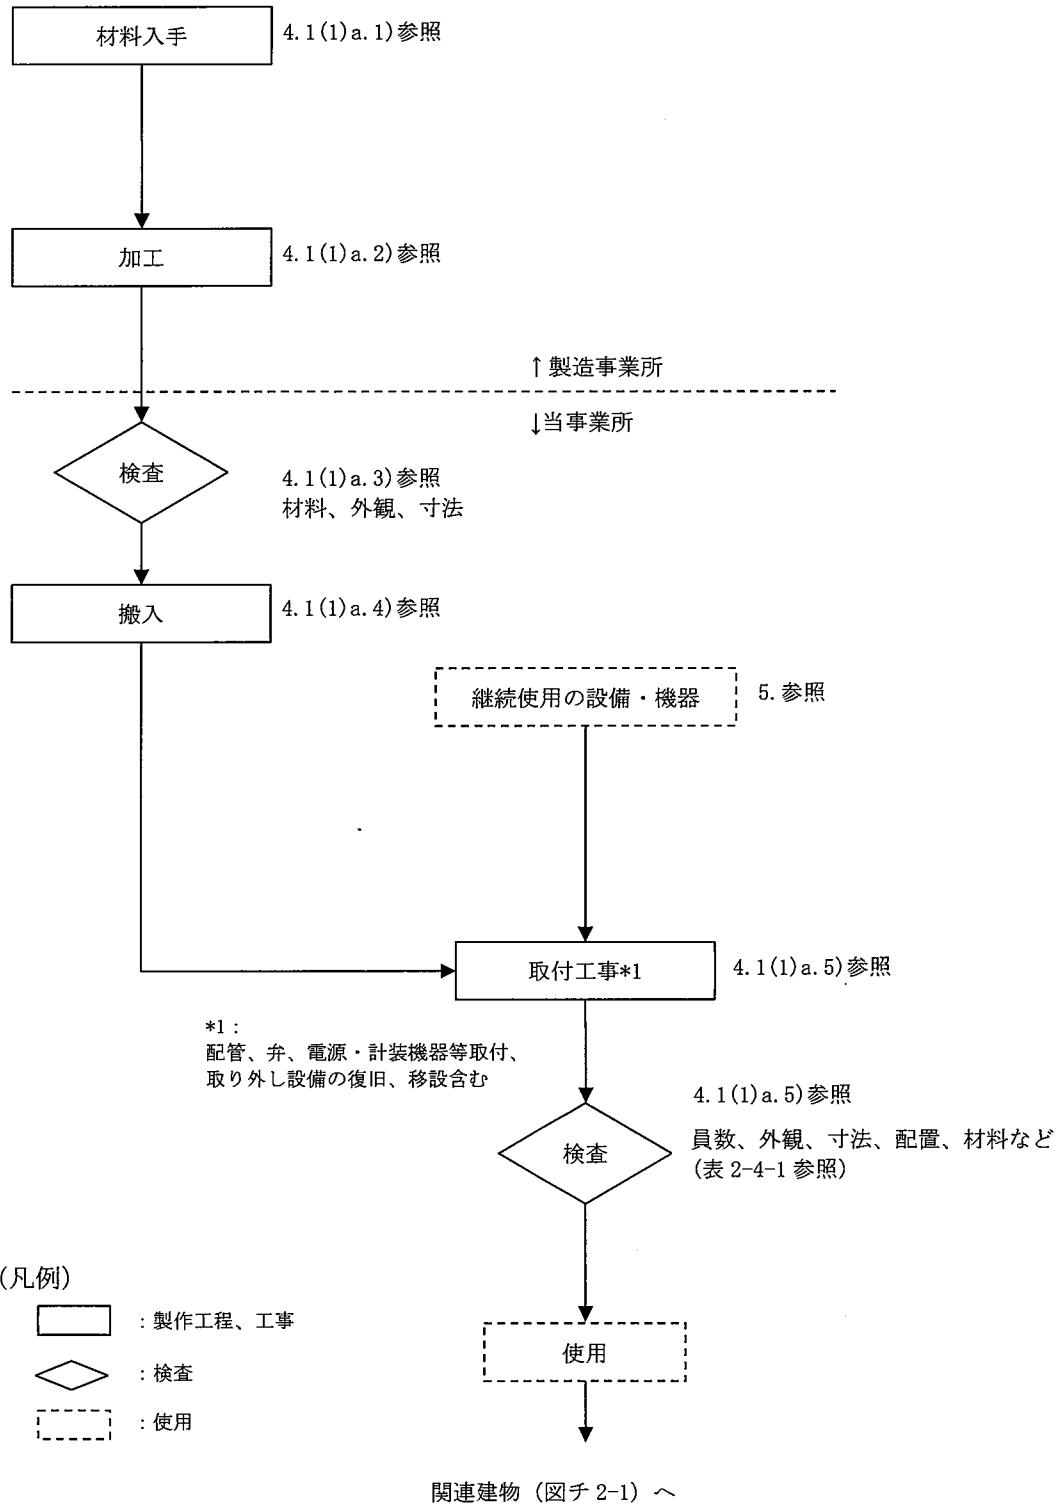 材料入手
4.1(1)a.1)参照
加工
4.1(1)a.2)参照
↑製造事業所
↓当事業所
検査
4.1(1)a.3)参照
材料、外観、寸法
搬入
4.1(1)a.4)参照
継続使用の設備・機器
5.参照
取付工事*1
4.1(1)a.5)参照
*1：
配管、弁、電源・計装機器等取付、
取り外し設備の復旧、移設含む
検査
4.1(1)a.5)参照
員数、外観、寸法、配置、材料など
(表 2-4-1 参照)
(凡例)
：製作工程、工事
：検査
：使用
使用
関連建物（図チ 2-1）へ